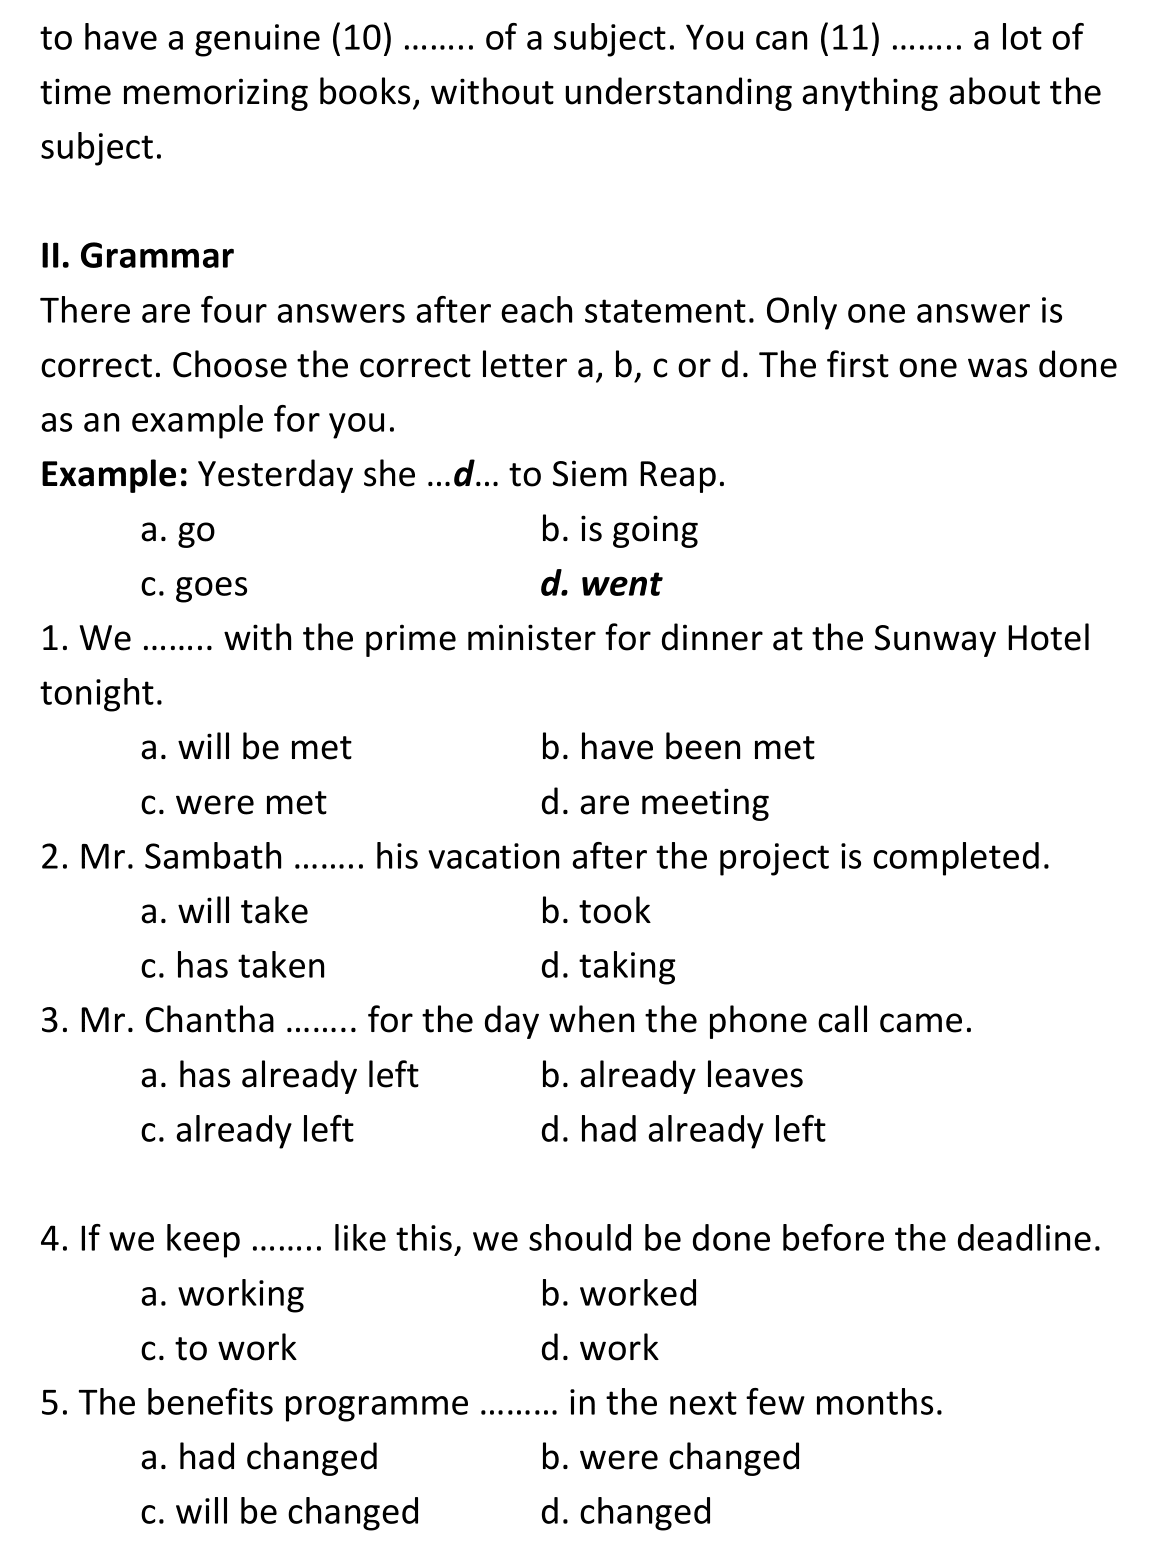 to have a genuine (10) ........ of a subject. You can (11) ........ a lot of
time memorizing books, without understanding anything about the
subject.
II. Grammar
There are four answers after each statement. Only one answer is
correct. Choose the correct letter a, b, c or d. The first one was done
as an example for you.
Example: Yesterday she ...d... to Siem Reap.
a. go b. is going
c. goes d. went
1. We ........ with the prime minister for dinner at the Sunway Hotel
tonight.
a. will be met b. have been met
c. were met d. are meeting
2. Mr. Sambath ........ his vacation after the project is completed.
a. will take b. took
c. has taken d. taking
3. Mr. Chantha ........ for the day when the phone call came.
a. has already left b. already leaves
c. already left d. had already left
4. If we keep ........ like this, we should be done before the deadline.
a. working b. worked
c. to work d. work
5. The benefits programme ......... in the next few months.
a. had changed b. were changed
c. will be changed d. changed